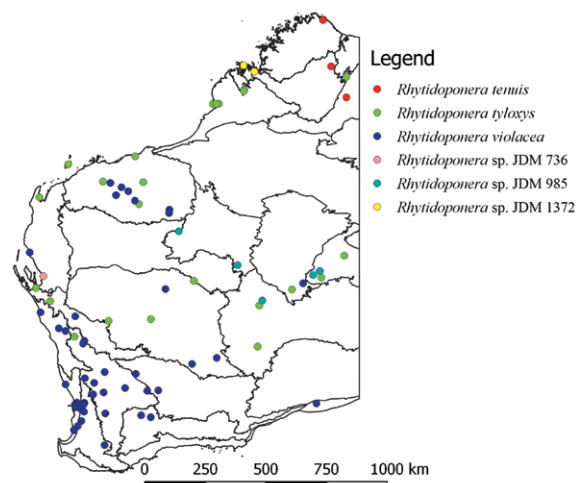 Legend
Rhytidoponera tenuis
Rhytidoponera tyloxys
Rhytidoponera violacea
Rhytidoponera sp. JDM 736
Rhytidoponera sp. JDM 985
Rhytidoponera sp. JDM 1372
0 250 500 750 1000 km